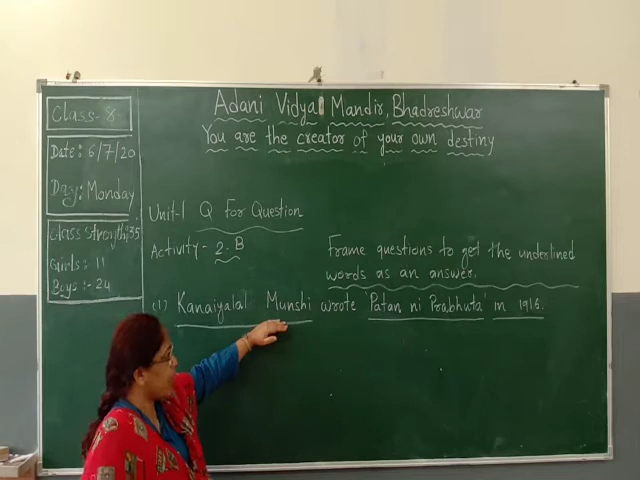 Class- 8
Date: 6/7/20
Day: Monday
Class Strength:35
Girls: 11
Boys :- 24
Adani Vidya Mandir, Bhadreshwar
You are the creator of your own destiny
Unit-1 Q For Question
Activity- 2. B
Frame questions to get the underlined
words as an answer.
(1) Kanaiyalal Munshi wrote 'Patan ni Prabhuta' in 1916.